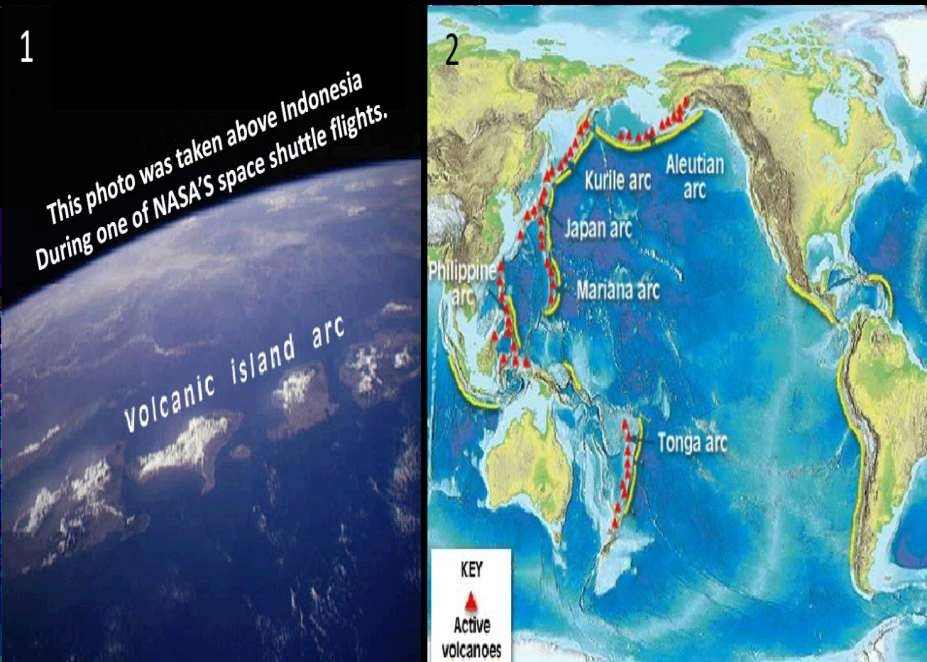 1
This photo was taken above Indonesia
During one of NASA'S space shuttle flights.
Volcanic island arc
2
Aleutian
arc
Kurile arc
Japan arc
Philippine
arc
Mariana arc
Tonga arc
KEY
Active
volcanoes